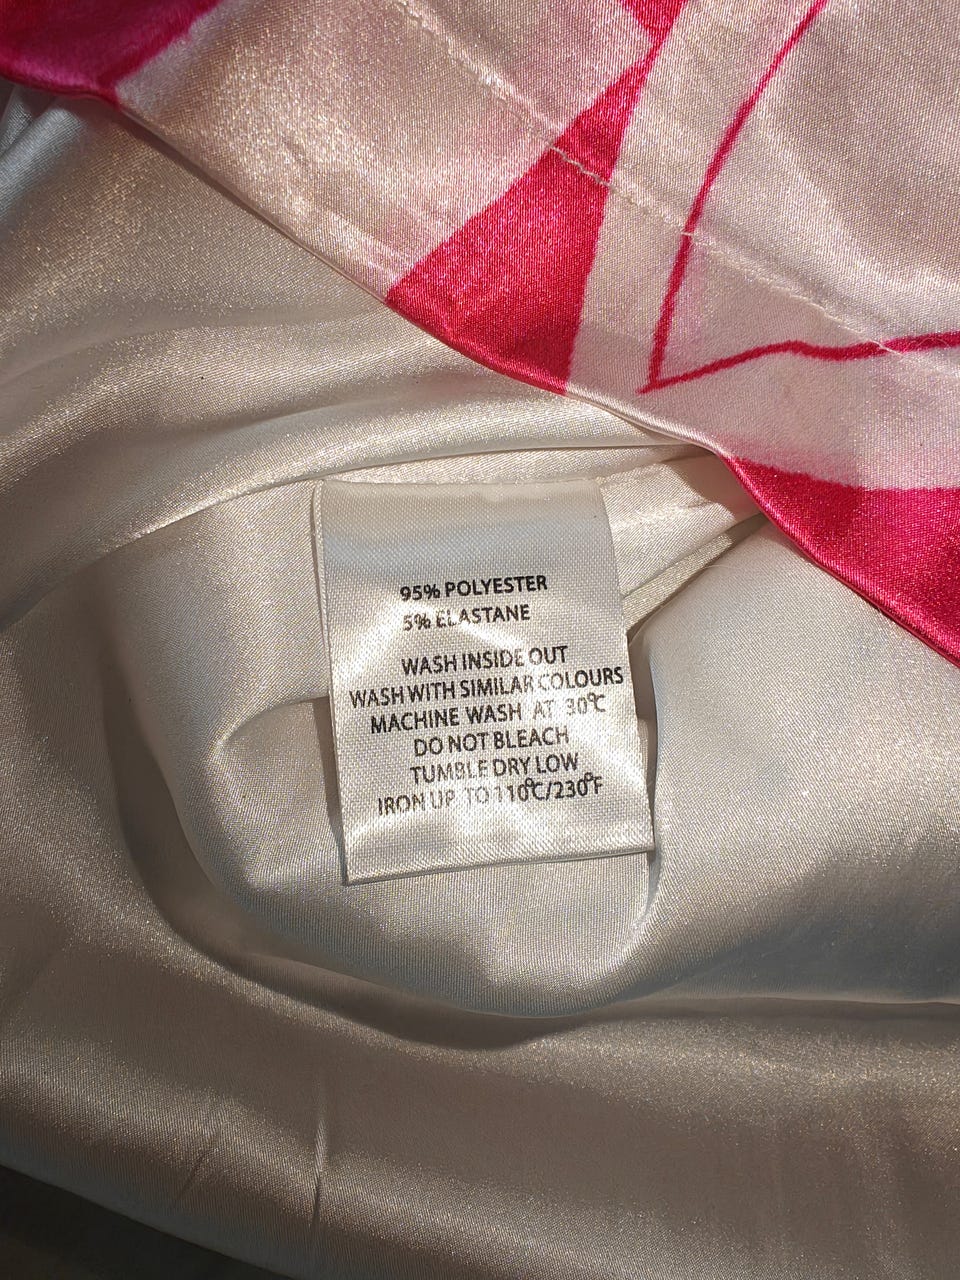 95% POLYESTER
5% ELASTANE
WASH INSIDE OUT
WASH WITH SIMILAR COLOURS
MACHINE WASH AT 30℃
DO NOT BLEACH
TUMBLE DRY LOW
IRON UP TO 110℃/230℉